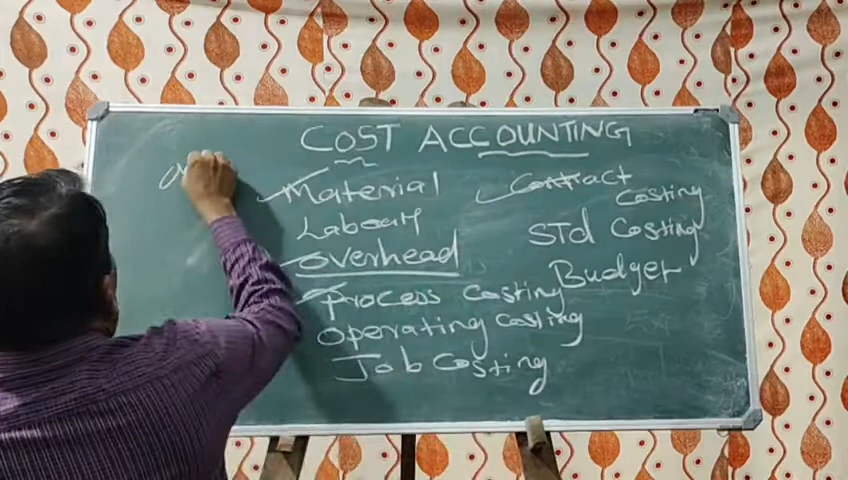 COST ACCOUNTING
Material
Labour
Overhead
Process Costing
Operating Costing
Job Costing
Contract
Costing
STd Costing
Budget